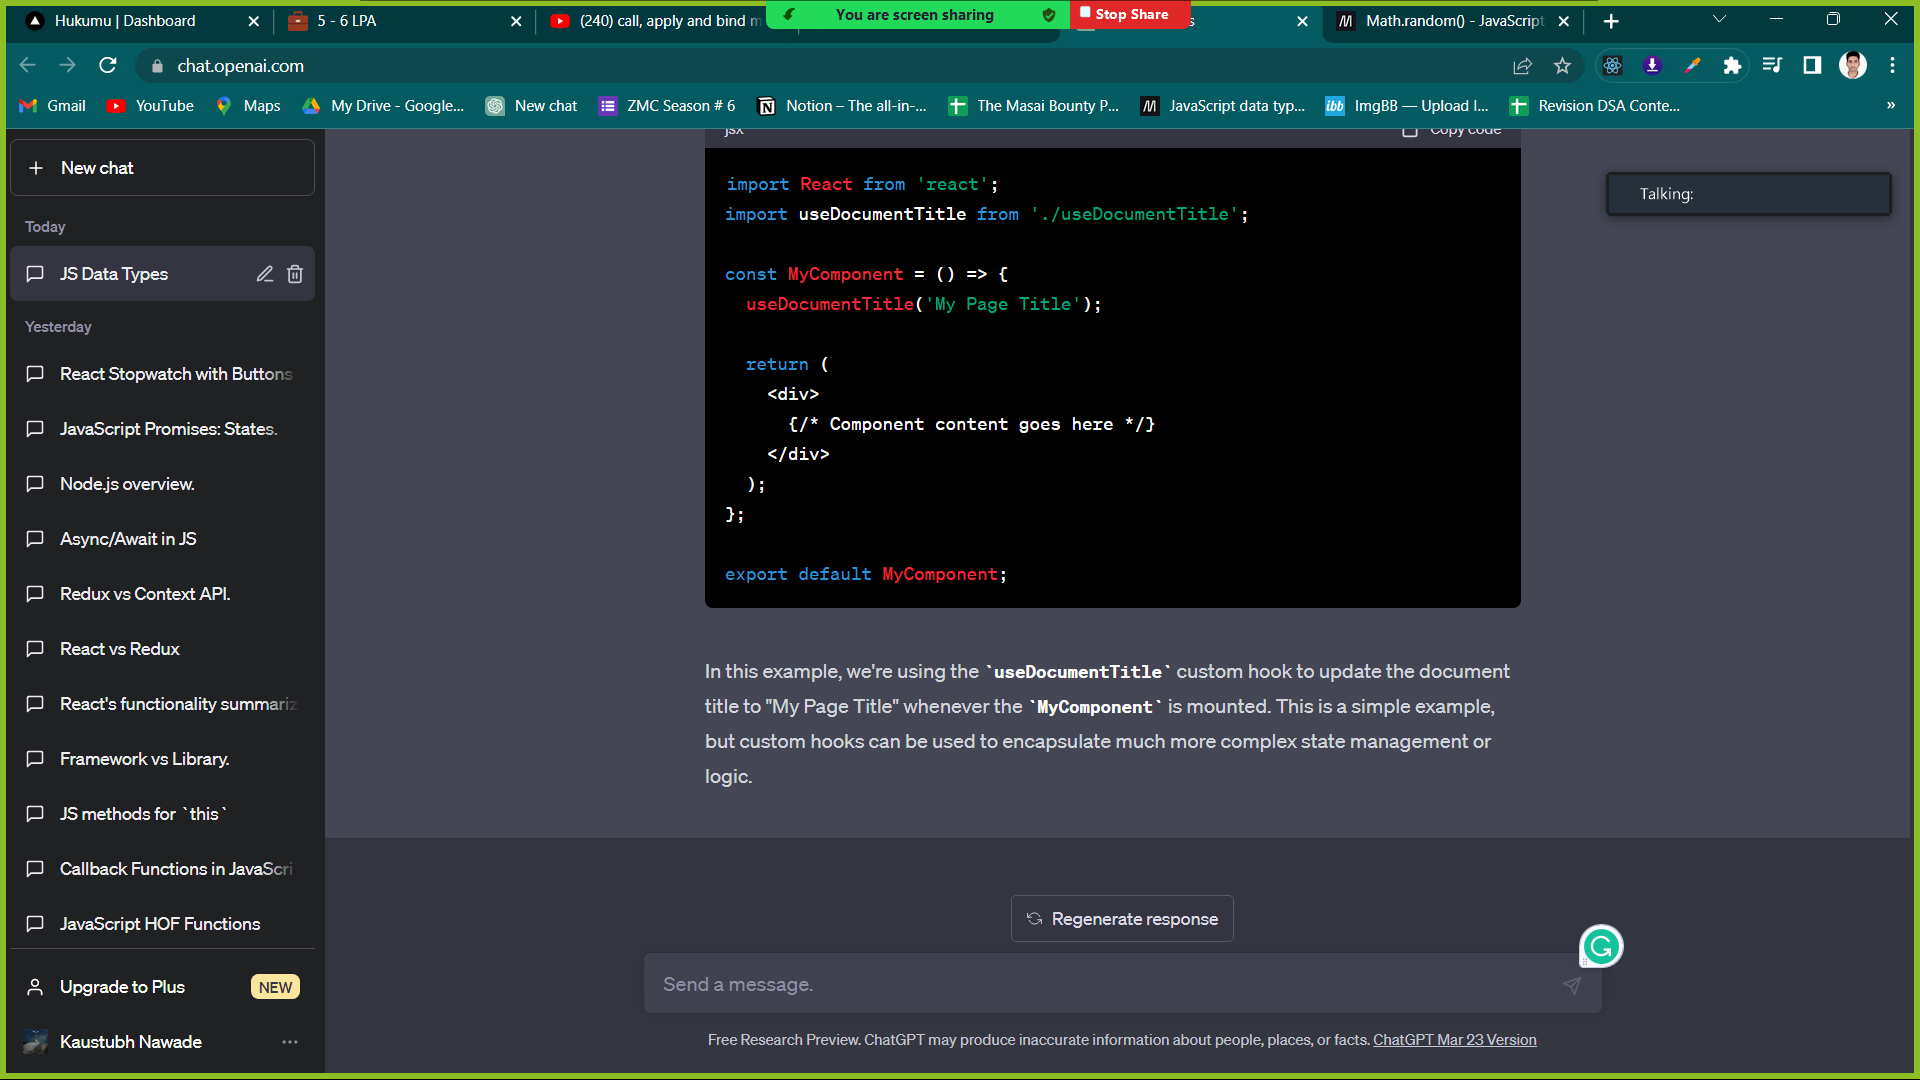 Hukumu | Dashboard
5 - 6 LPA
(240) call, apply and bind m
You are screen sharing
Stop Share
Math.random() - JavaScript
chat.openai.com
Gmail
YouTube
Maps
My Drive - Google...
New chat
ZMC Season # 6
Notion – The all-in-...
The Masai Bounty P...
JavaScript data typ...
ibb
ImgBB — Upload I...
Revision DSA Conte...
»
New chat
Today
JS Data Types
Yesterday
React Stopwatch with Buttons
JavaScript Promises: States.
Node.js overview.
Async/Await in JS
Redux vs Context API.
React vs Redux
React's functionality summariz
Framework vs Library.
JS methods for `this`
Callback Functions in JavaScri
JavaScript HOF Functions
Upgrade to Plus
NEW
Kaustubh Nawade
jsx
Copy code
import React from 'react';
import useDocumentTitle from './useDocumentTitle';
const MyComponent = () => {
useDocumentTitle('My Page Title');
return (
<div>
{/* Component content goes here */}
</div>
);
};
export default MyComponent;
In this example, we're using the `useDocumentTitle` custom hook to update the document
title to "My Page Title" whenever the `MyComponent` is mounted. This is a simple example,
but custom hooks can be used to encapsulate much more complex state management or
logic.
Talking:
Regenerate response
Send a message.
Free Research Preview. ChatGPT may produce inaccurate information about people, places, or facts. ChatGPT Mar 23 Version